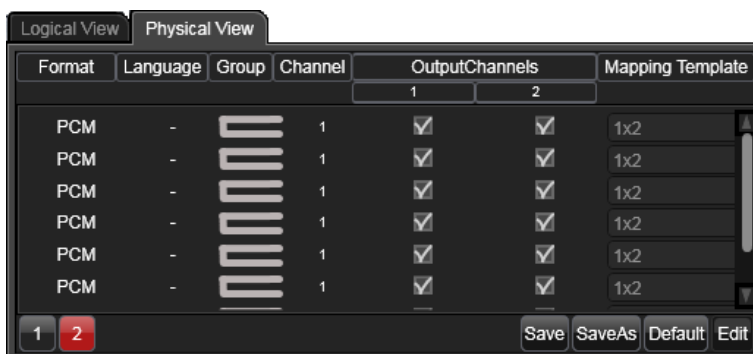 Logical View Physical View
Format Language Group Channel OutputChannels Mapping Template
1 2
PCM - 1 1x2
PCM - 1 1x2
PCM - 1 1x2
PCM - 1 1x2
PCM - 1 1x2
PCM - 1 1x2
1 2 Save SaveAs Default Edit